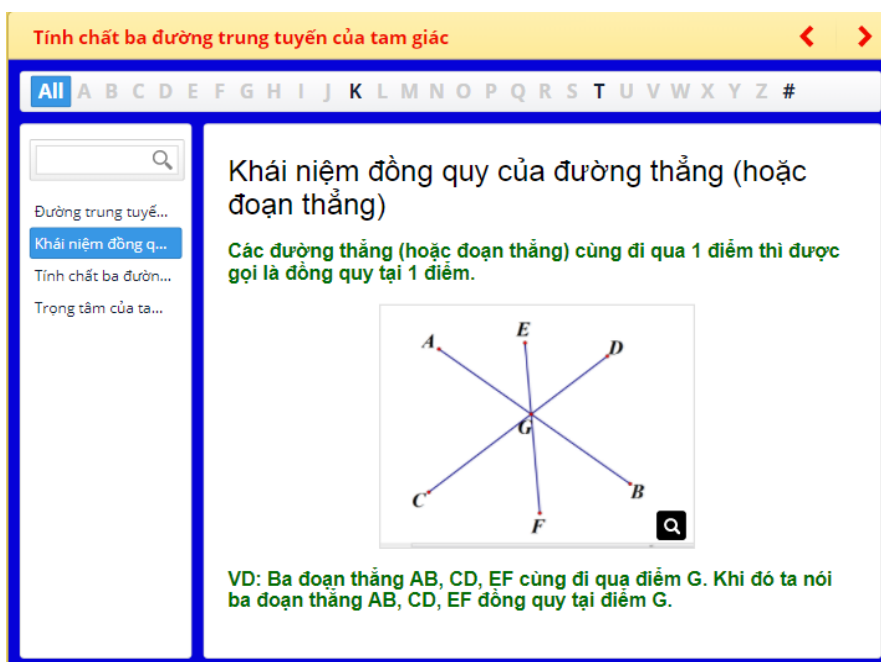 Tính chất ba đường trung tuyến của tam giác
All A B C D E F G H I J K L M N O P Q R S T U V W X Y Z #
Đường trung tuyế...
Khái niệm đồng q...
Tính chất ba đườn...
Trọng tâm của ta...
Khái niệm đồng quy của đường thẳng (hoặc
đoạn thẳng)
Các đường thẳng (hoặc đoạn thẳng) cùng đi qua 1 điểm thì được
gọi là đồng quy tại 1 điểm.
E
A
D
G
C
B
F
VD: Ba đoạn thẳng AB, CD, EF cùng đi qua điểm G. Khi đó ta nói
ba đoạn thẳng AB, CD, EF đồng quy tại điểm G.